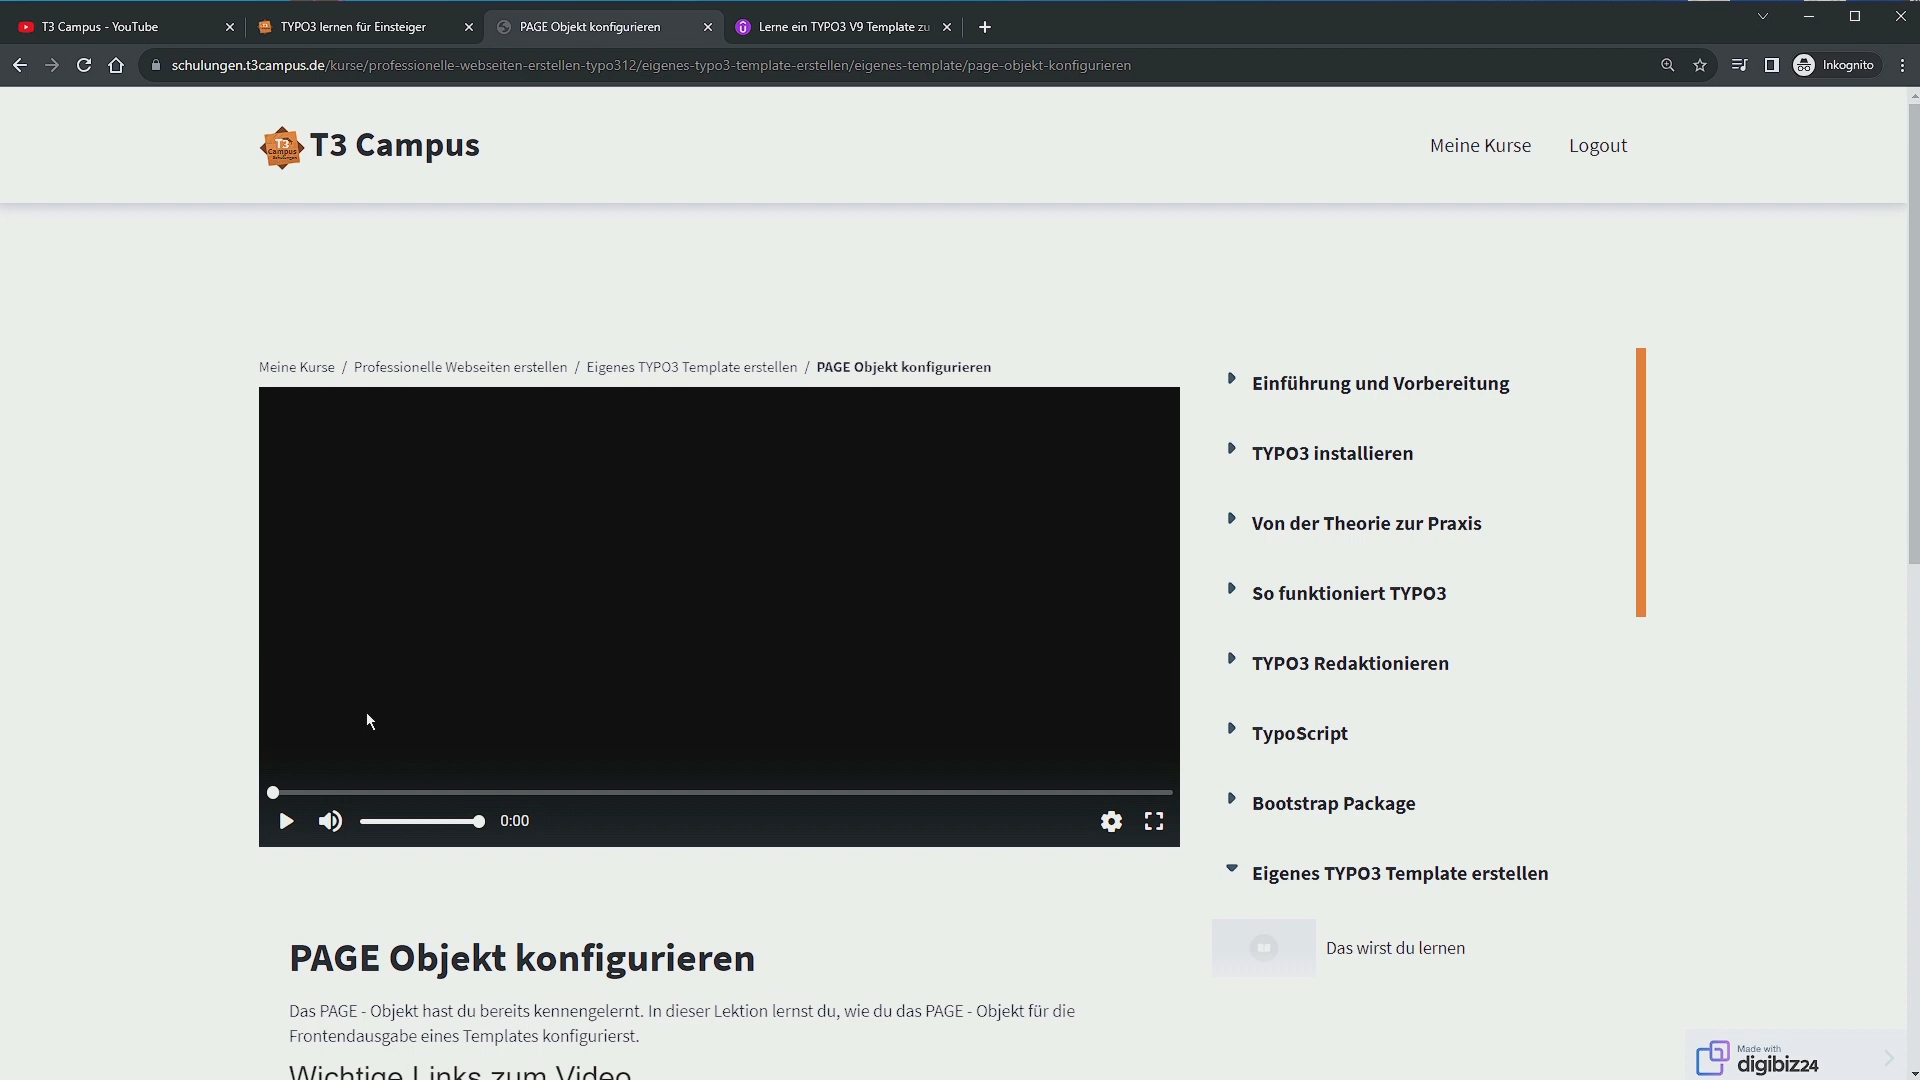 T3 Campus - YouTube
TYPO3 lernen für Einsteiger
PAGE Objekt konfigurieren
Lerne ein TYPO3 V9 Template zu
schulungen.t3campus.de/kurse/professionelle-webseiten-erstellen-typo312/eigenes-typo3-template-erstellen/eigenes-template/page-objekt-konfigurieren
Inkognito
T3 Campus Schulungen
T3 Campus
Meine Kurse
Logout
Meine Kurse / Professionelle Webseiten erstellen / Eigenes TYPO3 Template erstellen / PAGE Objekt konfigurieren
0:00
Einführung und Vorbereitung
TYPO3 installieren
Von der Theorie zur Praxis
So funktioniert TYPO3
TYPO3 Redaktionieren
TypoScript
Bootstrap Package
Eigenes TYPO3 Template erstellen
Das wirst du lernen
PAGE Objekt konfigurieren
Das PAGE - Objekt hast du bereits kennengelernt. In dieser Lektion lernst du, wie du das PAGE - Objekt für die
Frontendausgabe eines Templates konfigurierst.
Wichtige Links zum Video
Made with
digibiz24